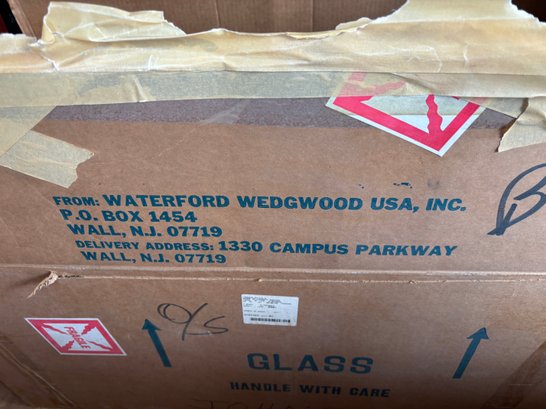 FROM: WATERFORD WEDGWOOD USA, INC.
P.O. BOX 1454
WALL, N.J. 07719
DELIVERY ADDRESS: 1330 CAMPUS PARKWAY
WALL, N.J. 07719
B
O/S
FRAGILE
GLASS
HANDLE WITH CARE